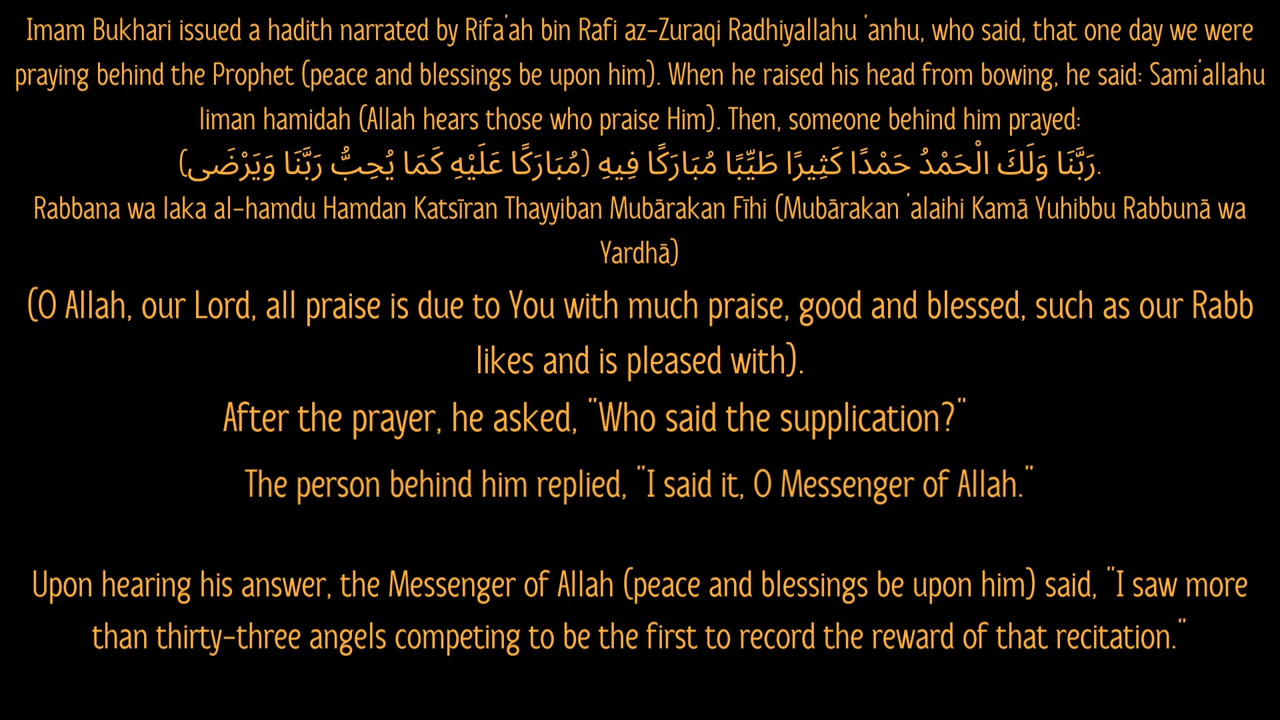 Imam Bukhari issued a hadith narrated by Rifa'ah bin Rafi az-Zuraqi Radhiyallahu 'anhu, who said, that one day we were
praying behind the Prophet (peace and blessings be upon him). When he raised his head from bowing, he said: Sami'allahu
liman hamidah (Allah hears those who praise Him). Then, someone behind him prayed:
رَبَّنَا وَلَكَ الْحَمْدُ حَمْدًا كَثِيرًا طَيِّبًا مُبَارَكًا فِيهِ (مُبَارَكًا عَلَيْهِ كَمَا يُحِبُّ رَبَّنَا وَيَرْضَى).
Rabbana wa laka al-hamdu Hamdan Katsīran Thayyiban Mubārakan Fīhi (Mubārakan 'alaihi Kamā Yuhibbu Rabbunā wa
Yardhā)
(O Allah, our Lord, all praise is due to You with much praise, good and blessed, such as our Rabb
likes and is pleased with).
After the prayer, he asked, "Who said the supplication?"
The person behind him replied, "I said it, O Messenger of Allah."
Upon hearing his answer, the Messenger of Allah (peace and blessings be upon him) said, "I saw more
than thirty-three angels competing to be the first to record the reward of that recitation."